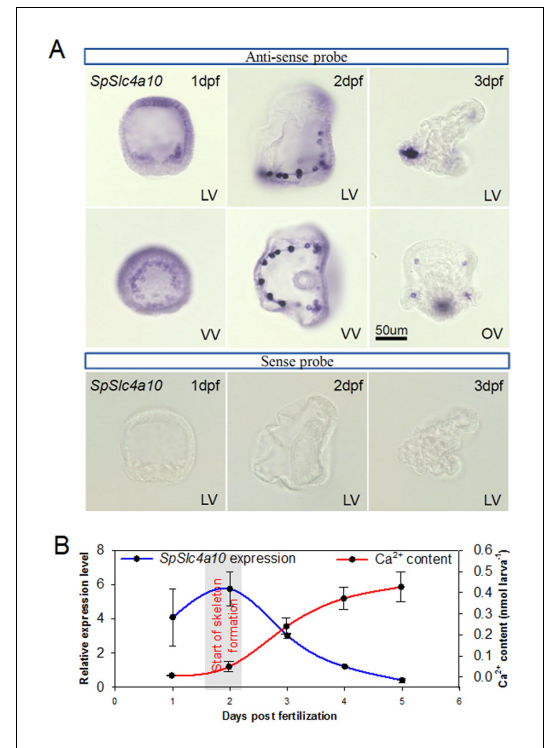 A
Anti-sense probe
SpSlc4a10 1dpf
LV
2dpf
LV
3dpf
LV
VV
VV
50um
OV
Sense probe
SpSlc4a10 1dpf
LV
2dpf
LV
3dpf
LV
B
SpSlc4a10 expression
Ca²⁺ content
Start of skeleton
formation
Relative expression level
8
6
4
2
0
Ca²⁺ content (nmol larva⁻¹)
0.6
0.5
0.4
0.3
0.2
0.1
0.0
0 1 2 3 4 5 6
Days post fertilization